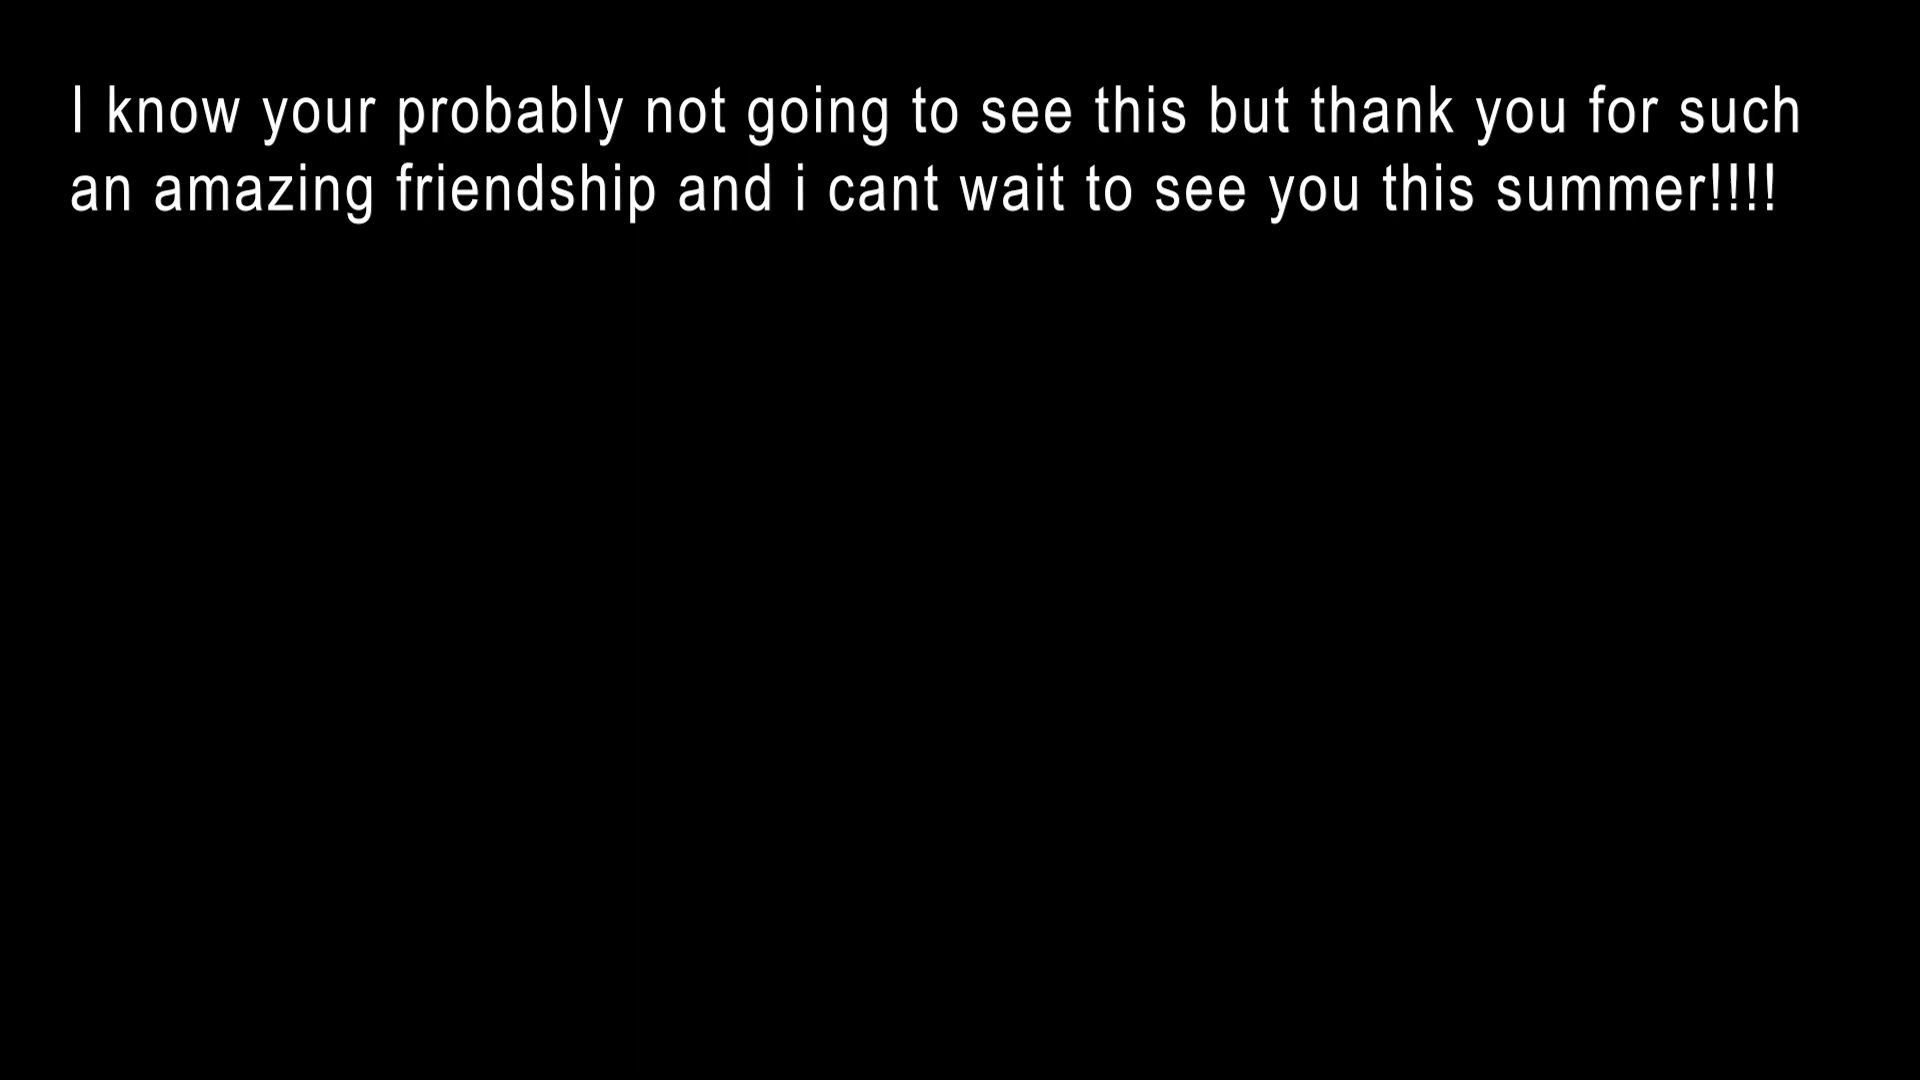 I know your probably not going to see this but thank you for such
an amazing friendship and i cant wait to see you this summer!!!!